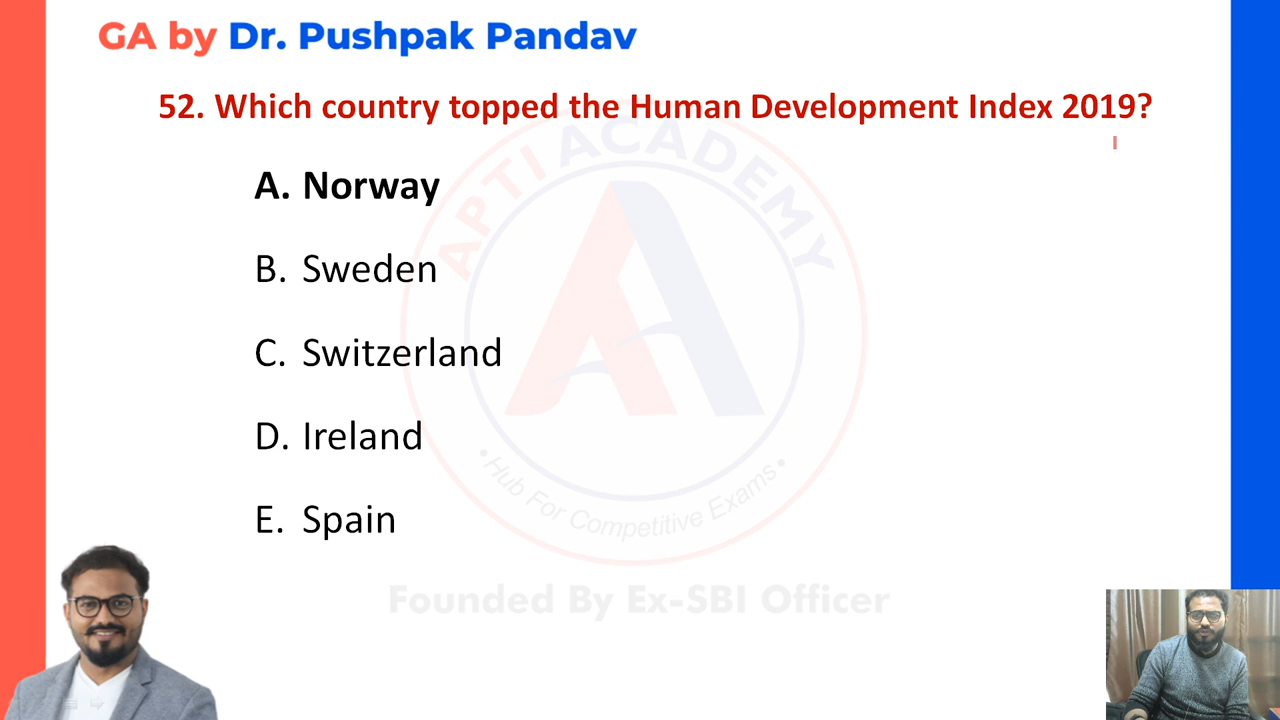 GA by Dr. Pushpak Pandav
52. Which country topped the Human Development Index 2019?
A. Norway
B. Sweden
C. Switzerland
D. Ireland
E. Spain
APTI ACADEMY
•Hub For Competitive Exams•
Founded By Ex-SBI Officer